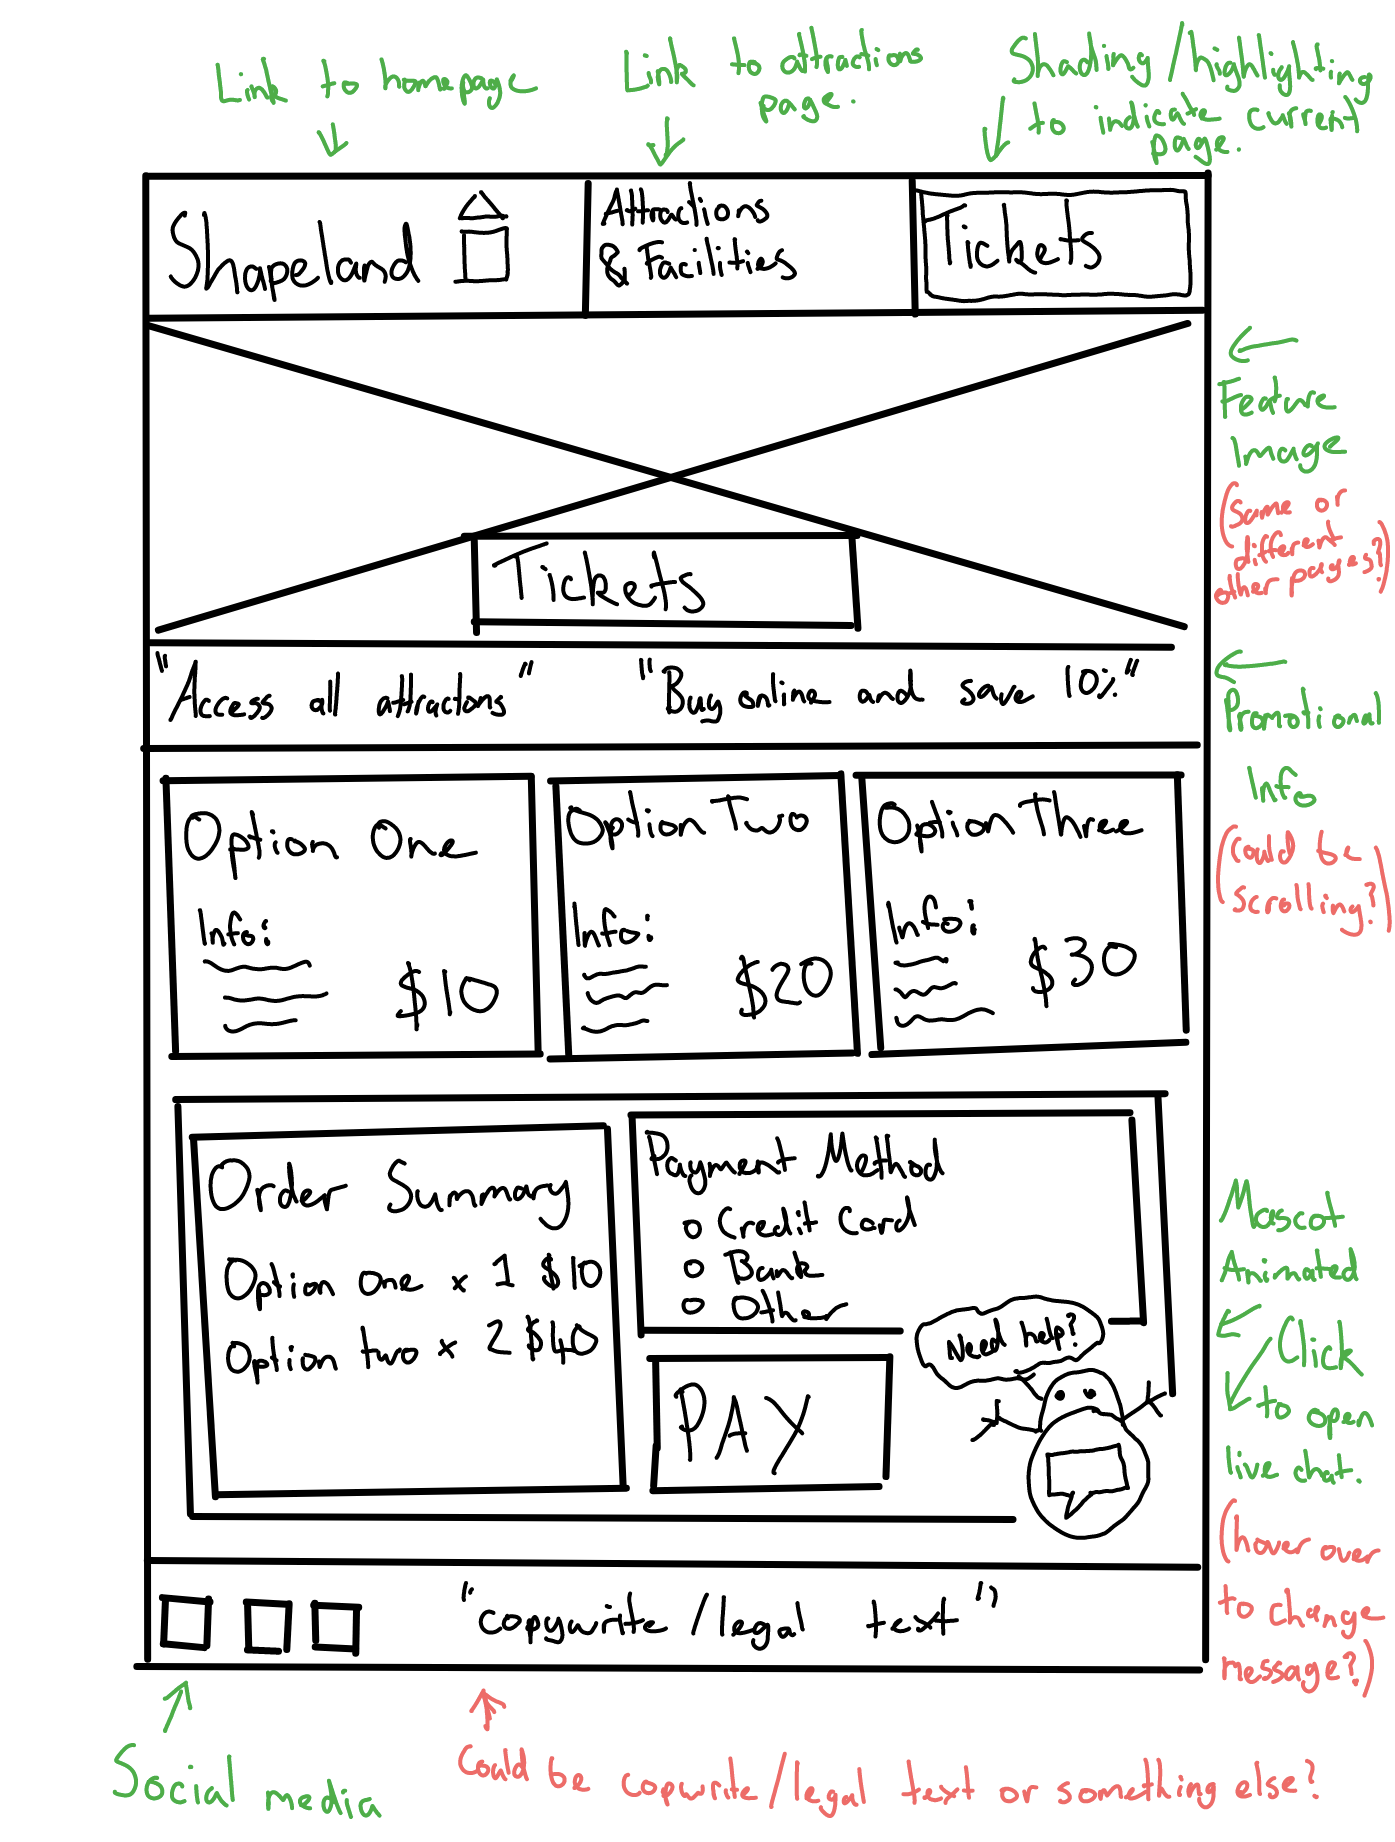 Link to homepage
Link to attractions
page.
Shading/highlighting
to indicate current
page.
Shapeland
Attractions
& Facilities
Tickets
Feature
Image
(Same or
different
other pages?)
Tickets
"Access all attractons"
"Buy online and save 10%"
Promotional
Info
(Could be
scrolling?)
Option One
Info:
$10
Option Two
Info:
$20
Option Three
Info:
$30
Order Summary
Option one x 1 $10
Option two x 2 $40
Payment Method
Credit Card
Bank
Other
Need help?
PAY
Mascot
Animated
Click
to open
live chat.
(hover over
to change
message?)
"copywrite/legal text"
Social media
Could be copwrite/legal text or something else?